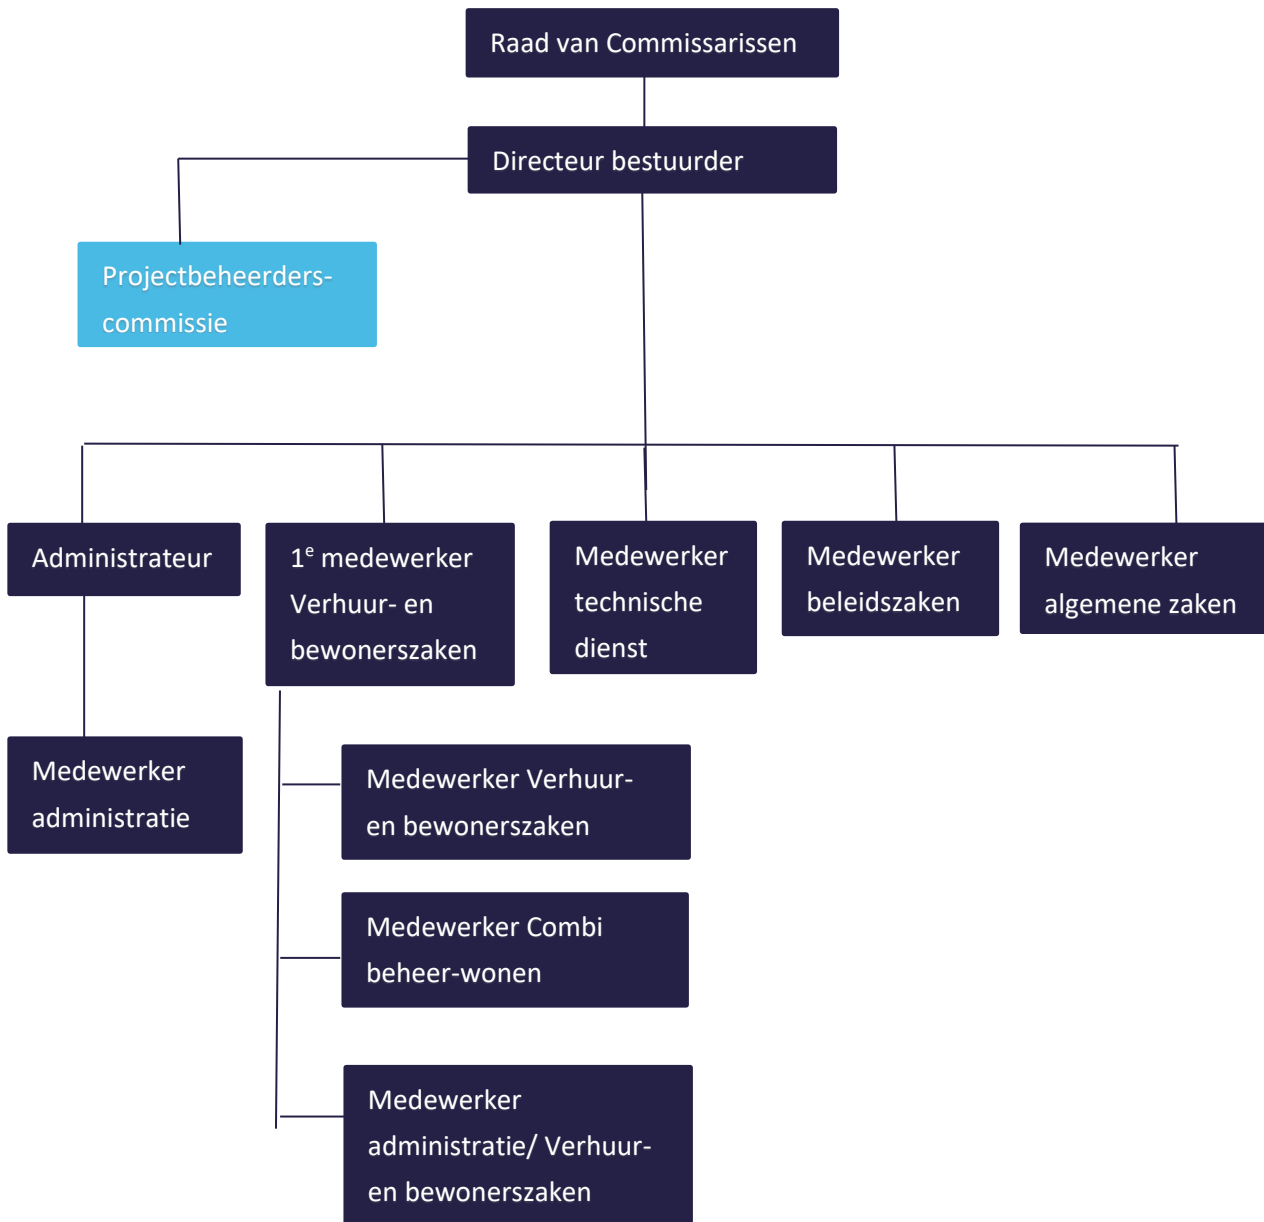 Raad van Commissarissen
Directeur bestuurder
Projectbeheerders-
commissie
Administrateur
1e medewerker
Verhuur- en
bewonerszaken
Medewerker
technische
dienst
Medewerker
beleidszaken
Medewerker
algemene zaken
Medewerker
administratie
Medewerker Verhuur-
en bewonerszaken
Medewerker Combi
beheer-wonen
Medewerker
administratie/ Verhuur-
en bewonerszaken